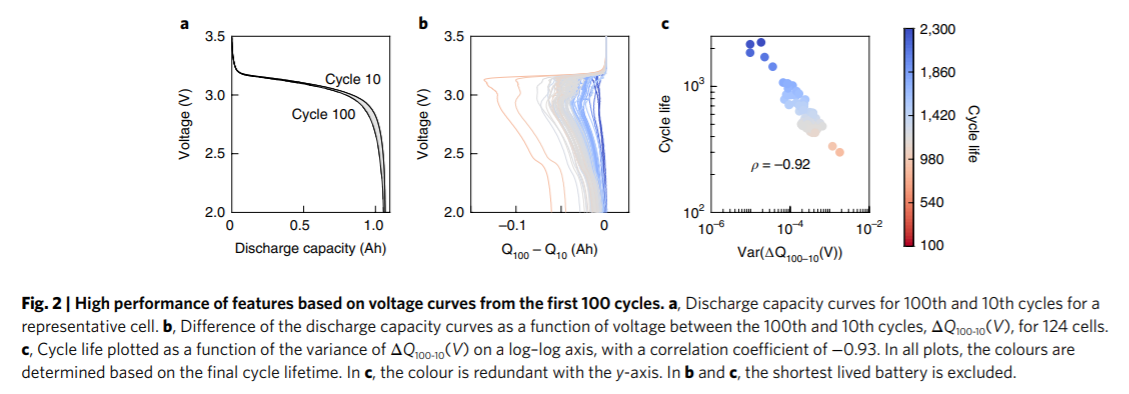 a
3.5
3.0
2.5
2.0
Voltage (V)
Cycle 10
Cycle 100
0
0.5
1.0
Discharge capacity (Ah)
b
3.5
3.0
2.5
2.0
Voltage (V)
−0.1
0
Q100 − Q10 (Ah)
c
10³
10²
Cycle life
ρ = −0.92
10⁻⁶
10⁻⁴
10⁻²
Var(ΔQ100–10(V))
2,300
1,860
1,420
980
540
100
Cycle life
Fig. 2 | High performance of features based on voltage curves from the first 100 cycles. a, Discharge capacity curves for 100th and 10th cycles for a
representative cell. b, Difference of the discharge capacity curves as a function of voltage between the 100th and 10th cycles, ΔQ100-10(V), for 124 cells.
c, Cycle life plotted as a function of the variance of ΔQ100-10(V) on a log–log axis, with a correlation coefficient of −0.93. In all plots, the colours are
determined based on the final cycle lifetime. In c, the colour is redundant with the y-axis. In b and c, the shortest lived battery is excluded.